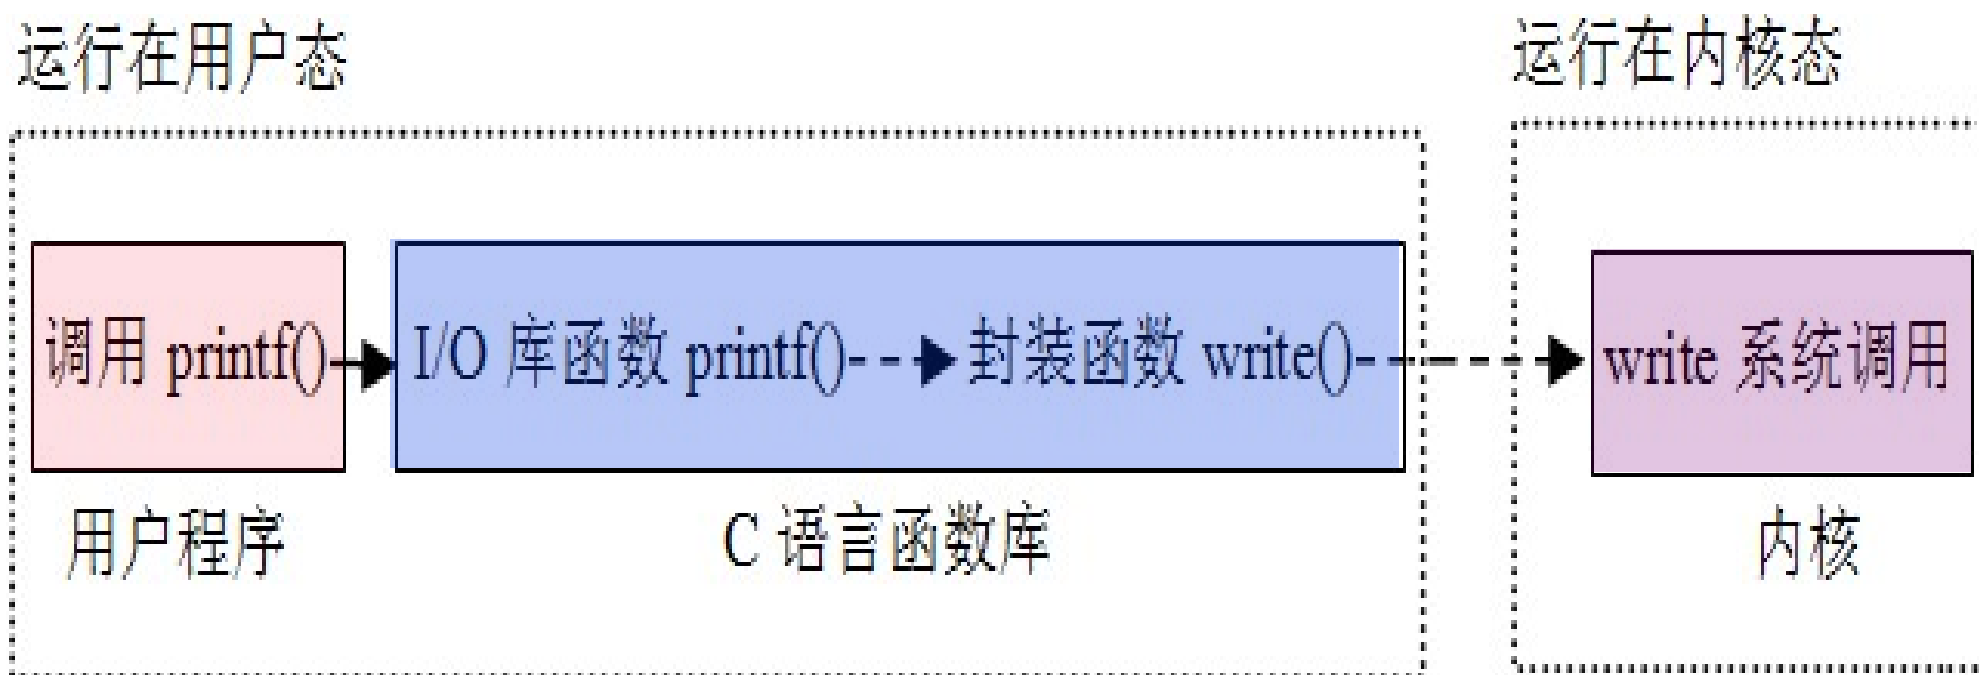 运行在用户态
运行在内核态
调用 printf()
I/O 库函数 printf()
封装函数 write()
write 系统调用
用户程序
C 语言函数库
内核